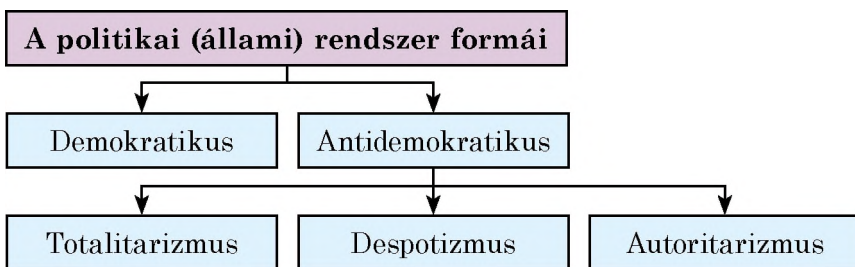 A politikai (állami) rendszer formái
Demokratikus
Antidemokratikus
Totalitarizmus
Despotizmus
Autoritarizmus